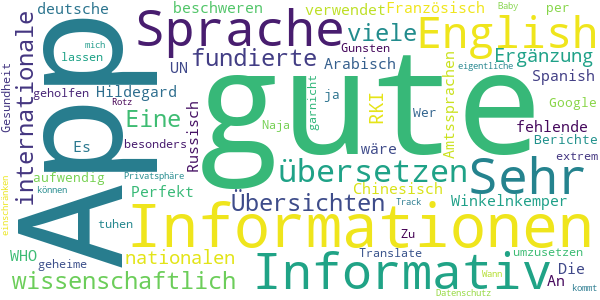 App
gute
Sprache
English
Sehr
Informationen
Informativ
übersetzen
Übersichten
wissenschaftlich
internationale
nationalen
fundierte
viele
Eine
Ergänzung
RKI
Perfekt
deutsche
beschweren
verwendet
Französisch
per
Baby
mich
lassen
UN
Gunsten
Arabisch
eigentliche
Spanish
Gesundheit
geholfen
Hildegard
Rotz
Es
besonders
Russisch
Naja
garnicht
ja
Wer
Amtssprachen
Google
fehlende
Berichte
extrem
wäre
aufwendig
Privatsphäre
können
einschränken
tuhen
Chinesisch
Track
Winkelnkemper
Zu
Translate
umzusetzen
Die
An
kommt
Wann
Datenschutz
WHO
geheime